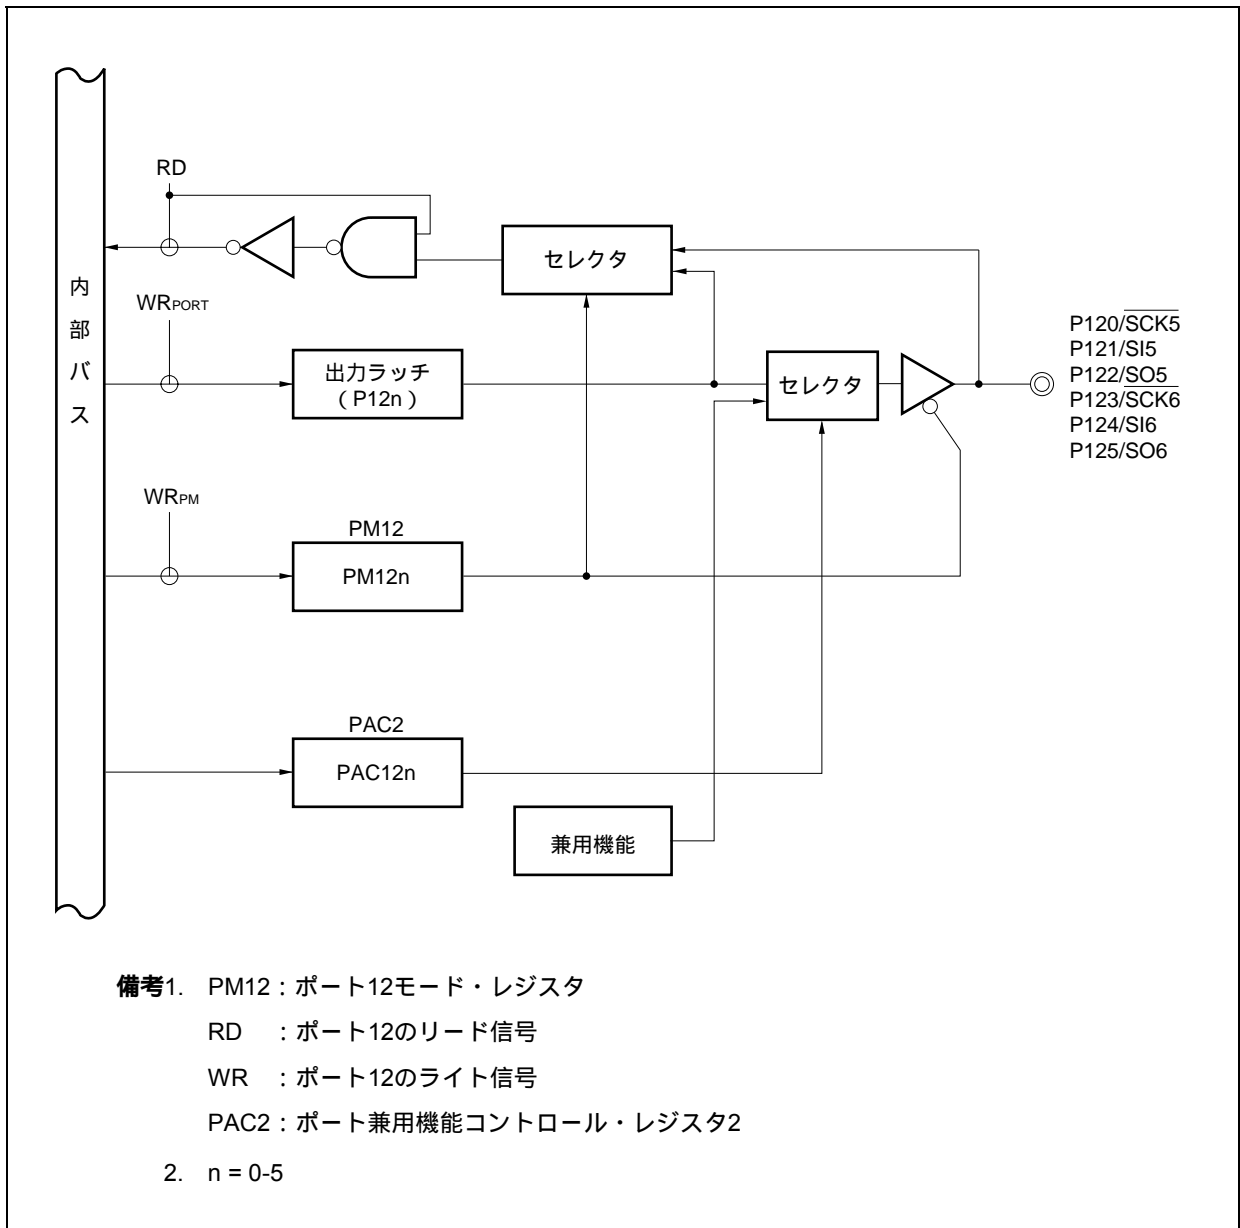 RD
セレクタ
内部バス
WRPORT
出力ラッチ
(P12n)
セレクタ
P120/SCK5
P121/SI5
P122/SO5
P123/SCK6
P124/SI6
P125/SO6
WRPM
PM12
PM12n
PAC2
PAC12n
兼用機能
備考1. PM12：ポート12モード・レジスタ
RD ：ポート12のリード信号
WR ：ポート12のライト信号
PAC2：ポート兼用機能コントロール・レジスタ2
2. n = 0-5